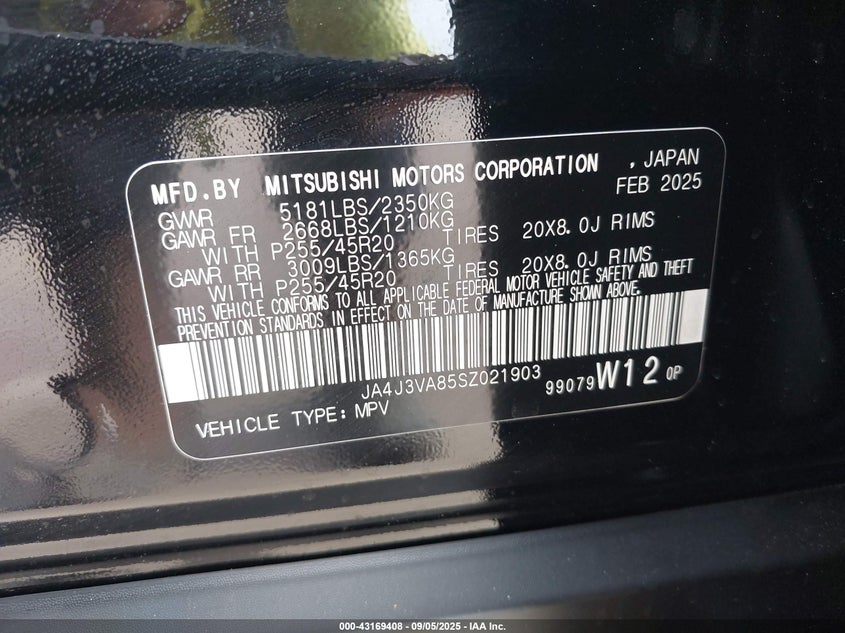 MFD.BY MITSUBISHI MOTORS CORPORATION , JAPAN
FEB 2025
GVWR 5181LBS/2350KG
GAWR FR 2668LBS/1210KG
WITH P255/45R20 TIRES 20X8.0J RIMS
GAWR RR 3009LBS/1365KG
WITH P255/45R20 TIRES 20X8.0J RIMS
THIS VEHICLE CONFORMS TO ALL APPLICABLE FEDERAL MOTOR VEHICLE SAFETY AND THEFT
PREVENTION STANDARDS IN EFFECT ON THE DATE OF MANUFACTURE SHOWN ABOVE.
JA4J3VA85SZ021903
99079 W12 0P
VEHICLE TYPE: MPV
000-43169408 - 09/05/2025 - IAA Inc.